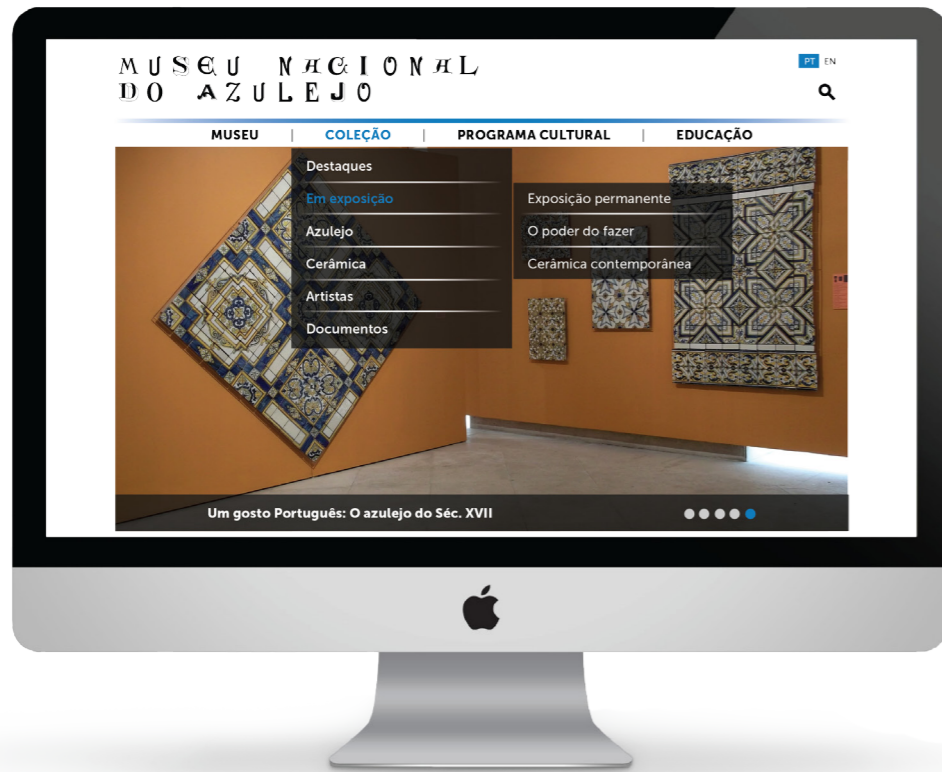 MUSEU NACIONAL
DO AZULEJO
PT EN
MUSEU | COLEÇÃO | PROGRAMA CULTURAL | EDUCAÇÃO
Destaques
Em exposição
Azulejo
Cerâmica
Artistas
Documentos
Exposição permanente
O poder do fazer
Cerâmica contemporânea
Um gosto Português: O azulejo do Séc. XVII